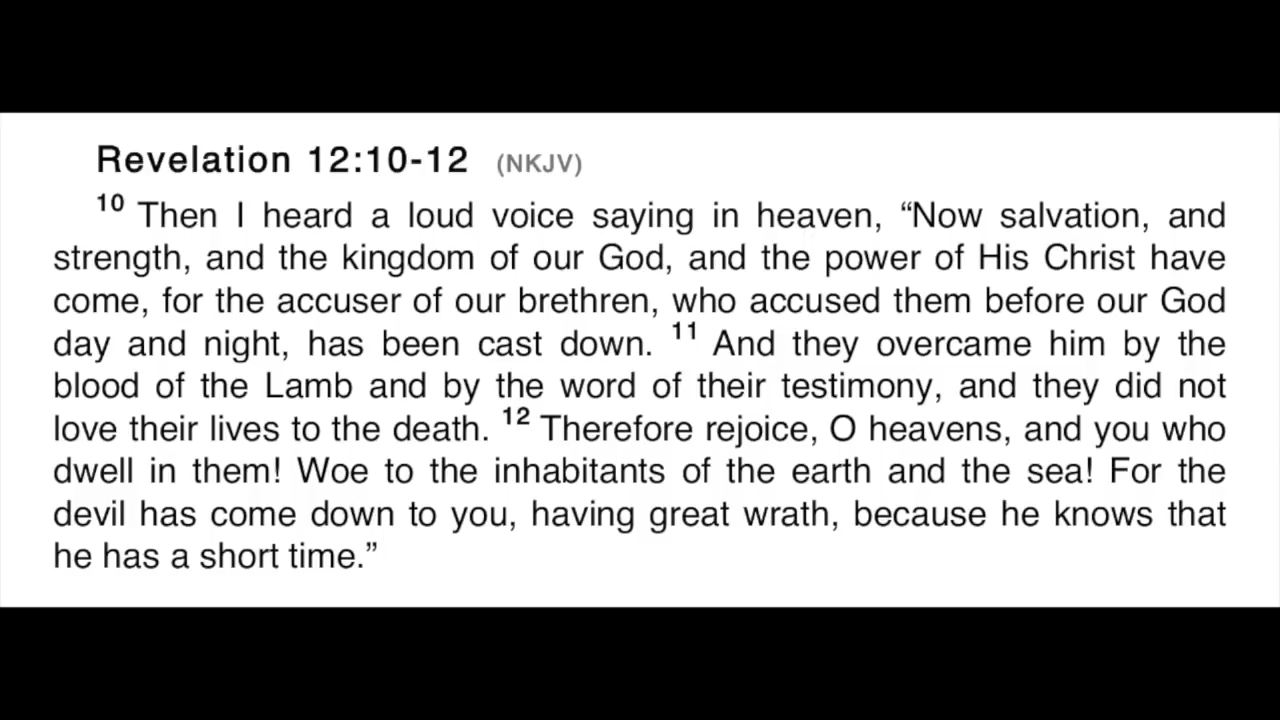 Revelation 12:10-12 (NKJV)
10 Then I heard a loud voice saying in heaven, “Now salvation, and
strength, and the kingdom of our God, and the power of His Christ have
come, for the accuser of our brethren, who accused them before our God
day and night, has been cast down. 11 And they overcame him by the
blood of the Lamb and by the word of their testimony, and they did not
love their lives to the death. 12 Therefore rejoice, O heavens, and you who
dwell in them! Woe to the inhabitants of the earth and the sea! For the
devil has come down to you, having great wrath, because he knows that
he has a short time.”